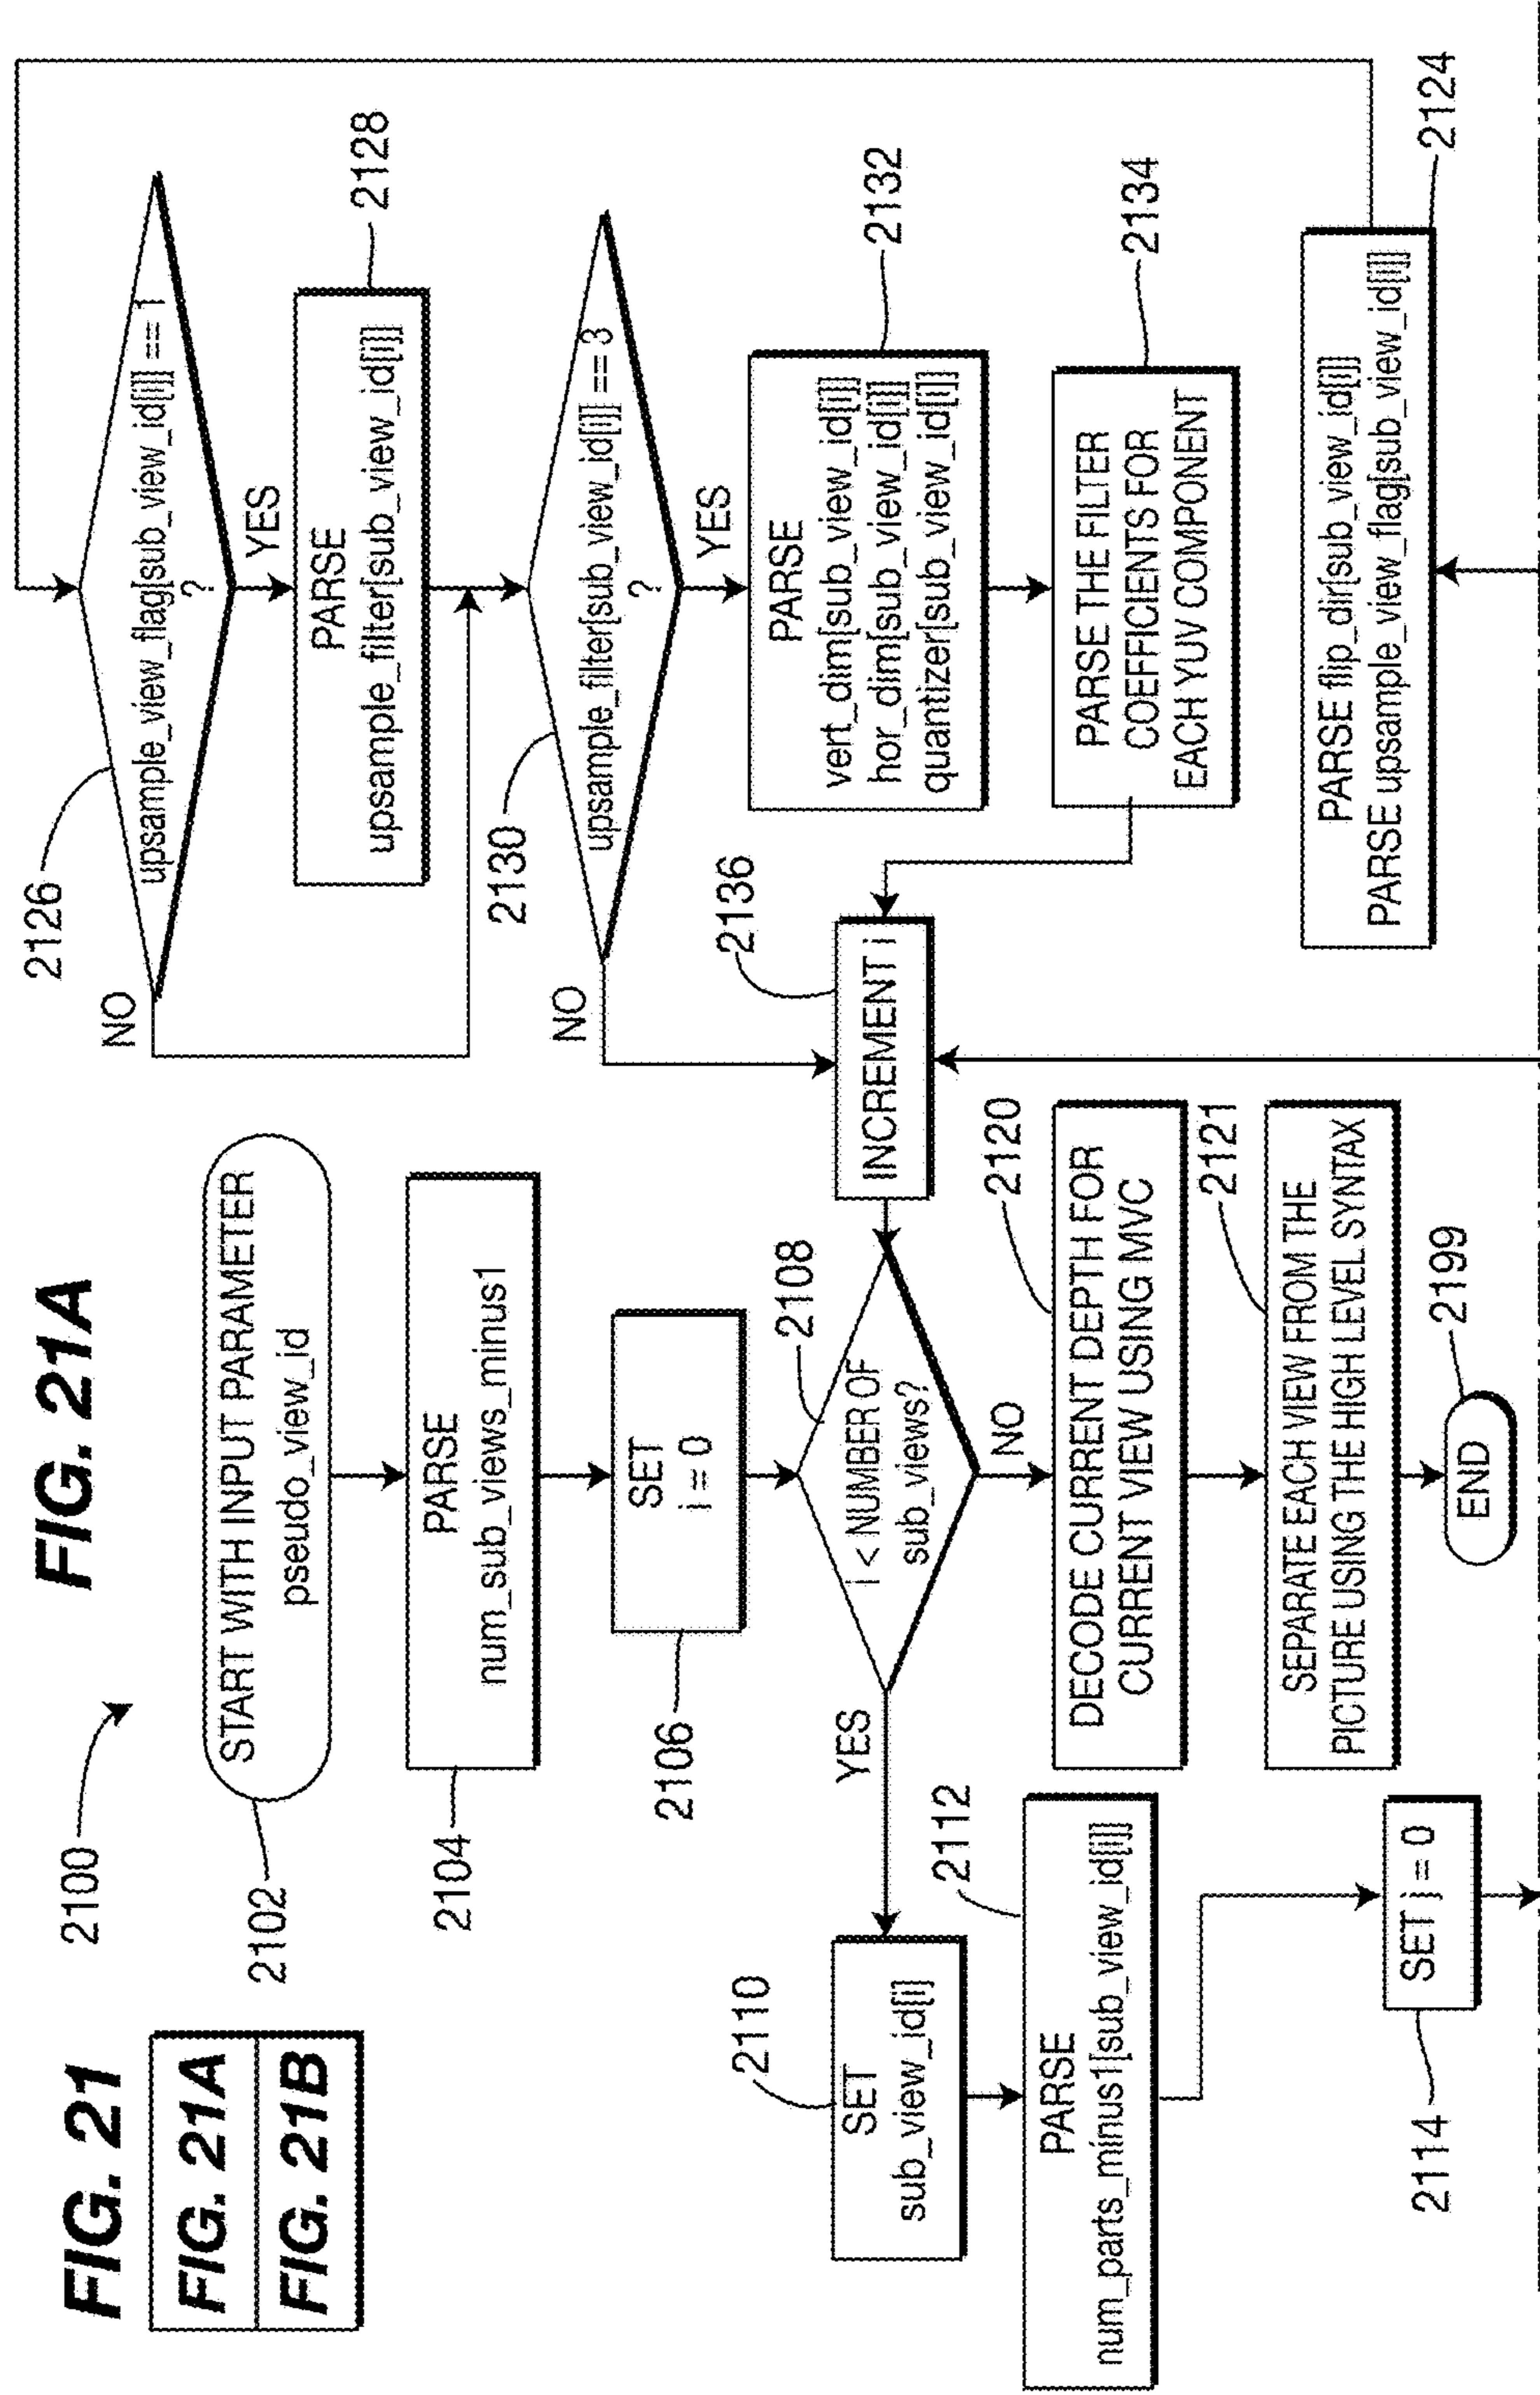 FIG. 21
FIG. 21A
FIG. 21B
FIG. 21A
2100
2102
START WITH INPUT PARAMETER
pseudo_view_id
2104
PARSE
num_sub_views_minus1
2106
SET
i = 0
2108
i < NUMBER OF
sub_views?
YES
NO
2110
SET
sub_view_id[i]
2112
PARSE
num_parts_minus1[sub_view_id[i]]
2114
SET j = 0
2120
DECODE CURRENT DEPTH FOR
CURRENT VIEW USING MVC
2121
SEPARATE EACH VIEW FROM THE
PICTURE USING THE HIGH LEVEL SYNTAX
2199
END
2126
upsample_view_flag[sub_view_id[i]] == 1
?
NO
YES
2128
PARSE
upsample_filter[sub_view_id[i]]
2130
upsample_filter[sub_view_id[i]] == 3
?
NO
YES
2132
PARSE
vert_dim[sub_view_id[i]]
hor_dim[sub_view_id[i]]
quantizer[sub_view_id[i]]
2134
PARSE THE FILTER
COEFFICIENTS FOR
EACH YUV COMPONENT
2136
INCREMENT i
2124
PARSE flip_dir[sub_view_id[i]]
PARSE upsample_view_flag[sub_view_id[i]]